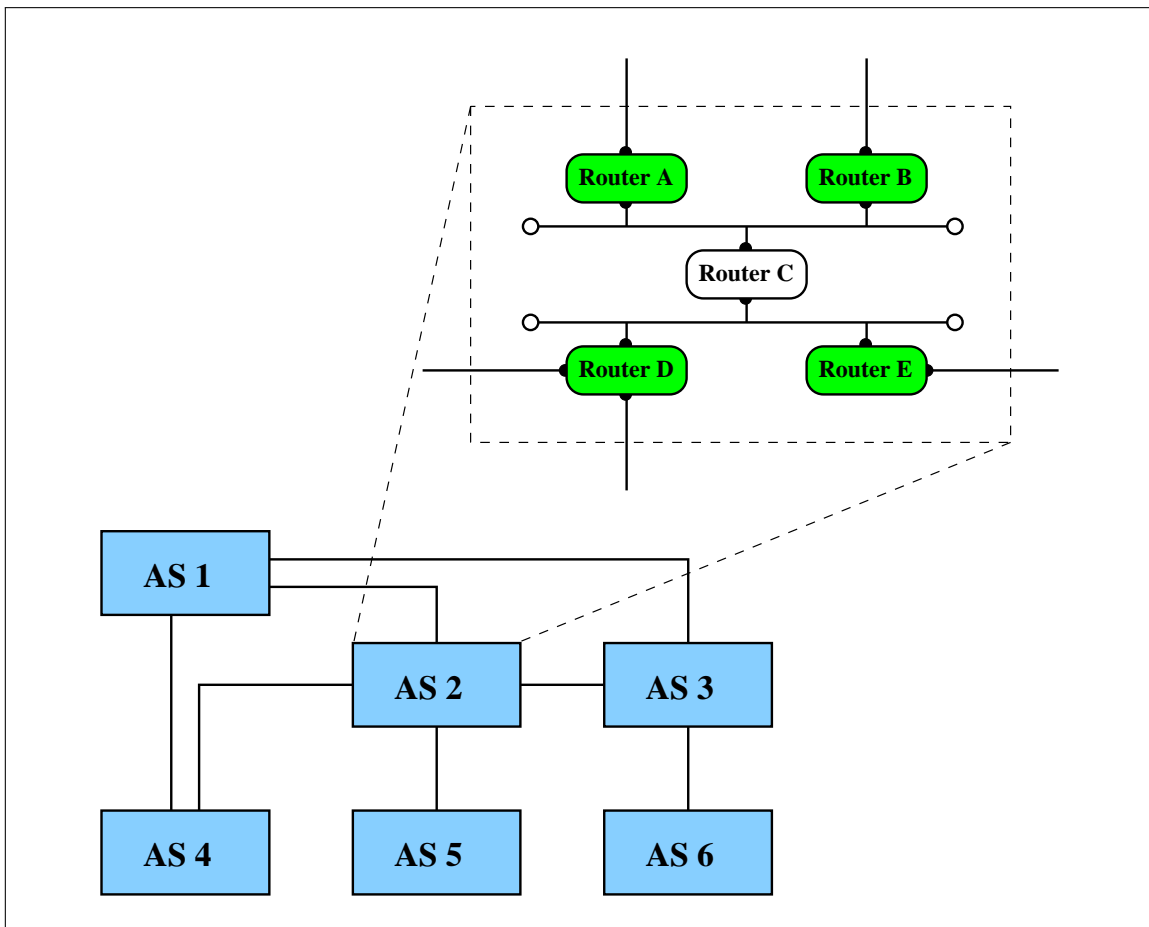 Router A
Router B
Router C
Router D
Router E
AS 1
AS 2
AS 3
AS 4
AS 5
AS 6